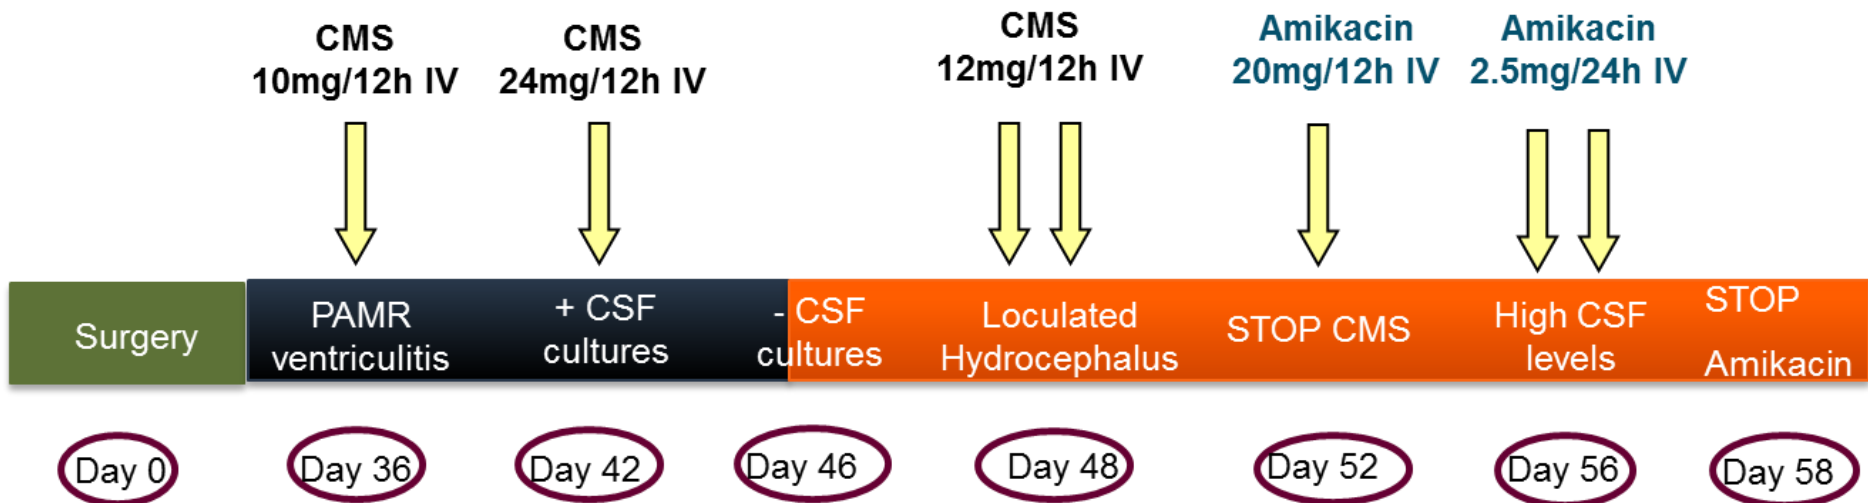 CMS
10mg/12h IV
CMS
24mg/12h IV
CMS
12mg/12h IV
Amikacin
20mg/12h IV
Amikacin
2.5mg/24h IV
Surgery
PAMR
ventriculitis
+ CSF
cultures
- CSF
cultures
Loculated
Hydrocephalus
STOP CMS
High CSF
levels
STOP
Amikacin
Day 0
Day 36
Day 42
Day 46
Day 48
Day 52
Day 56
Day 58